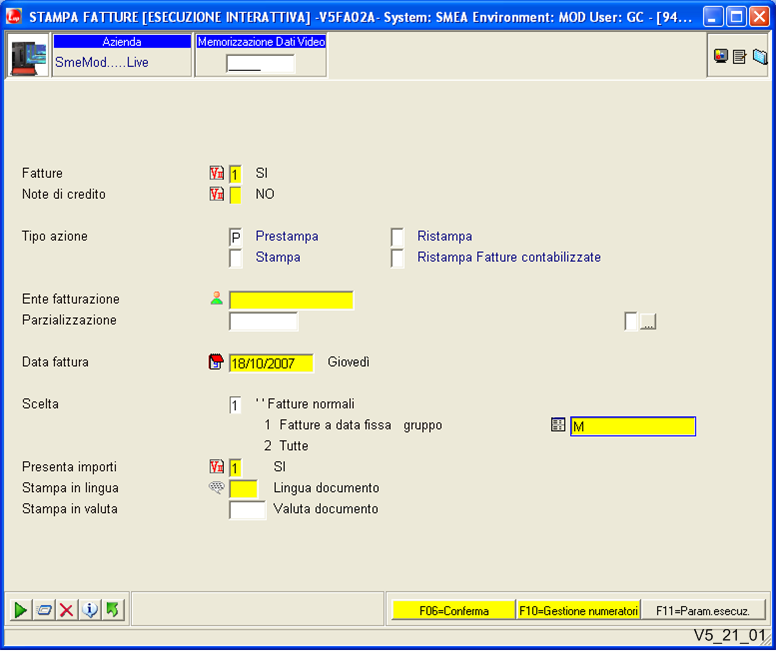 STAMPA FATTURE [ESECUZIONE INTERATTIVA] -V5FA02A- System: SMEA Environment: MOD User: GC - [94...
Azienda
Memorizzazione Dati Video
SmeMod.....Live
Fatture 1 SI
Note di credito NO
Tipo azione P Prestampa Ristampa
Stampa Ristampa Fatture contabilizzate
Ente fatturazione
Parzializzazione ...
Data fattura 18/10/2007 Giovedì
Scelta 1 ' ' Fatture normali
1 Fatture a data fissa gruppo M
2 Tutte
Presenta importi 1 SI
Stampa in lingua Lingua documento
Stampa in valuta Valuta documento
F06=Conferma F10=Gestione numeratori F11=Param.esecuz.
V5_21_01